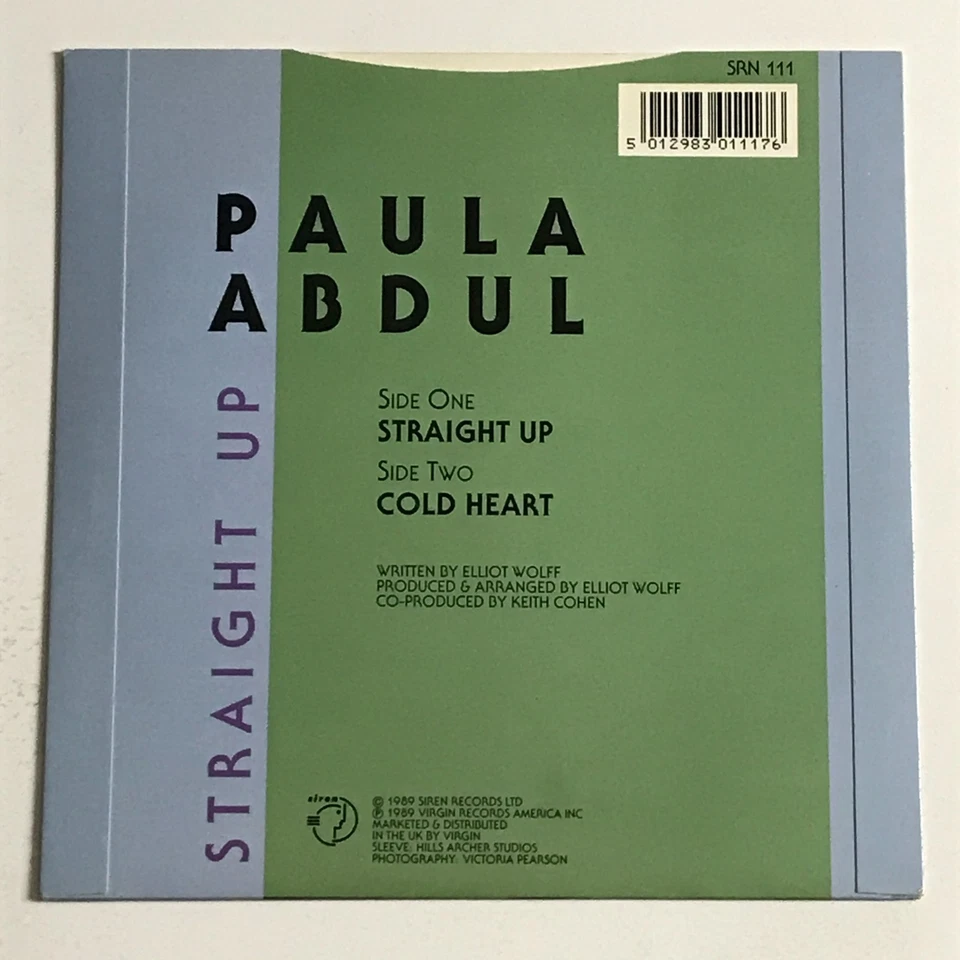 SRN 111
5 012983 011176
PAULA
ABDUL
STRAIGHT UP
SIDE ONE
STRAIGHT UP
SIDE TWO
COLD HEART
WRITTEN BY ELLIOT WOLFF
PRODUCED & ARRANGED BY ELLIOT WOLFF
CO-PRODUCED BY KEITH COHEN
siren
© 1989 SIREN RECORDS LTD
℗ 1989 VIRGIN RECORDS AMERICA INC
MARKETED & DISTRIBUTED
IN THE UK BY VIRGIN
SLEEVE: HILLS ARCHER STUDIOS
PHOTOGRAPHY: VICTORIA PEARSON